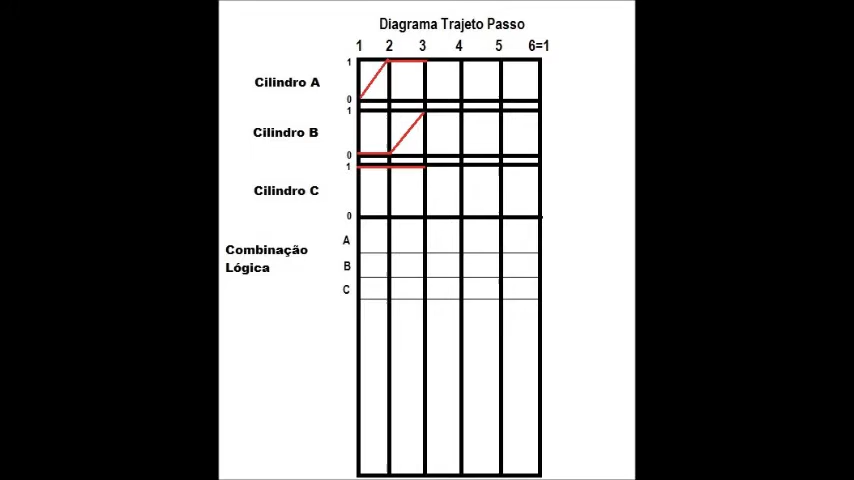 Diagrama Trajeto Passo
1 2 3 4 5 6=1
1
Cilindro A
0
1
Cilindro B
0
1
Cilindro C
0
A
Combinação
Lógica
B
C